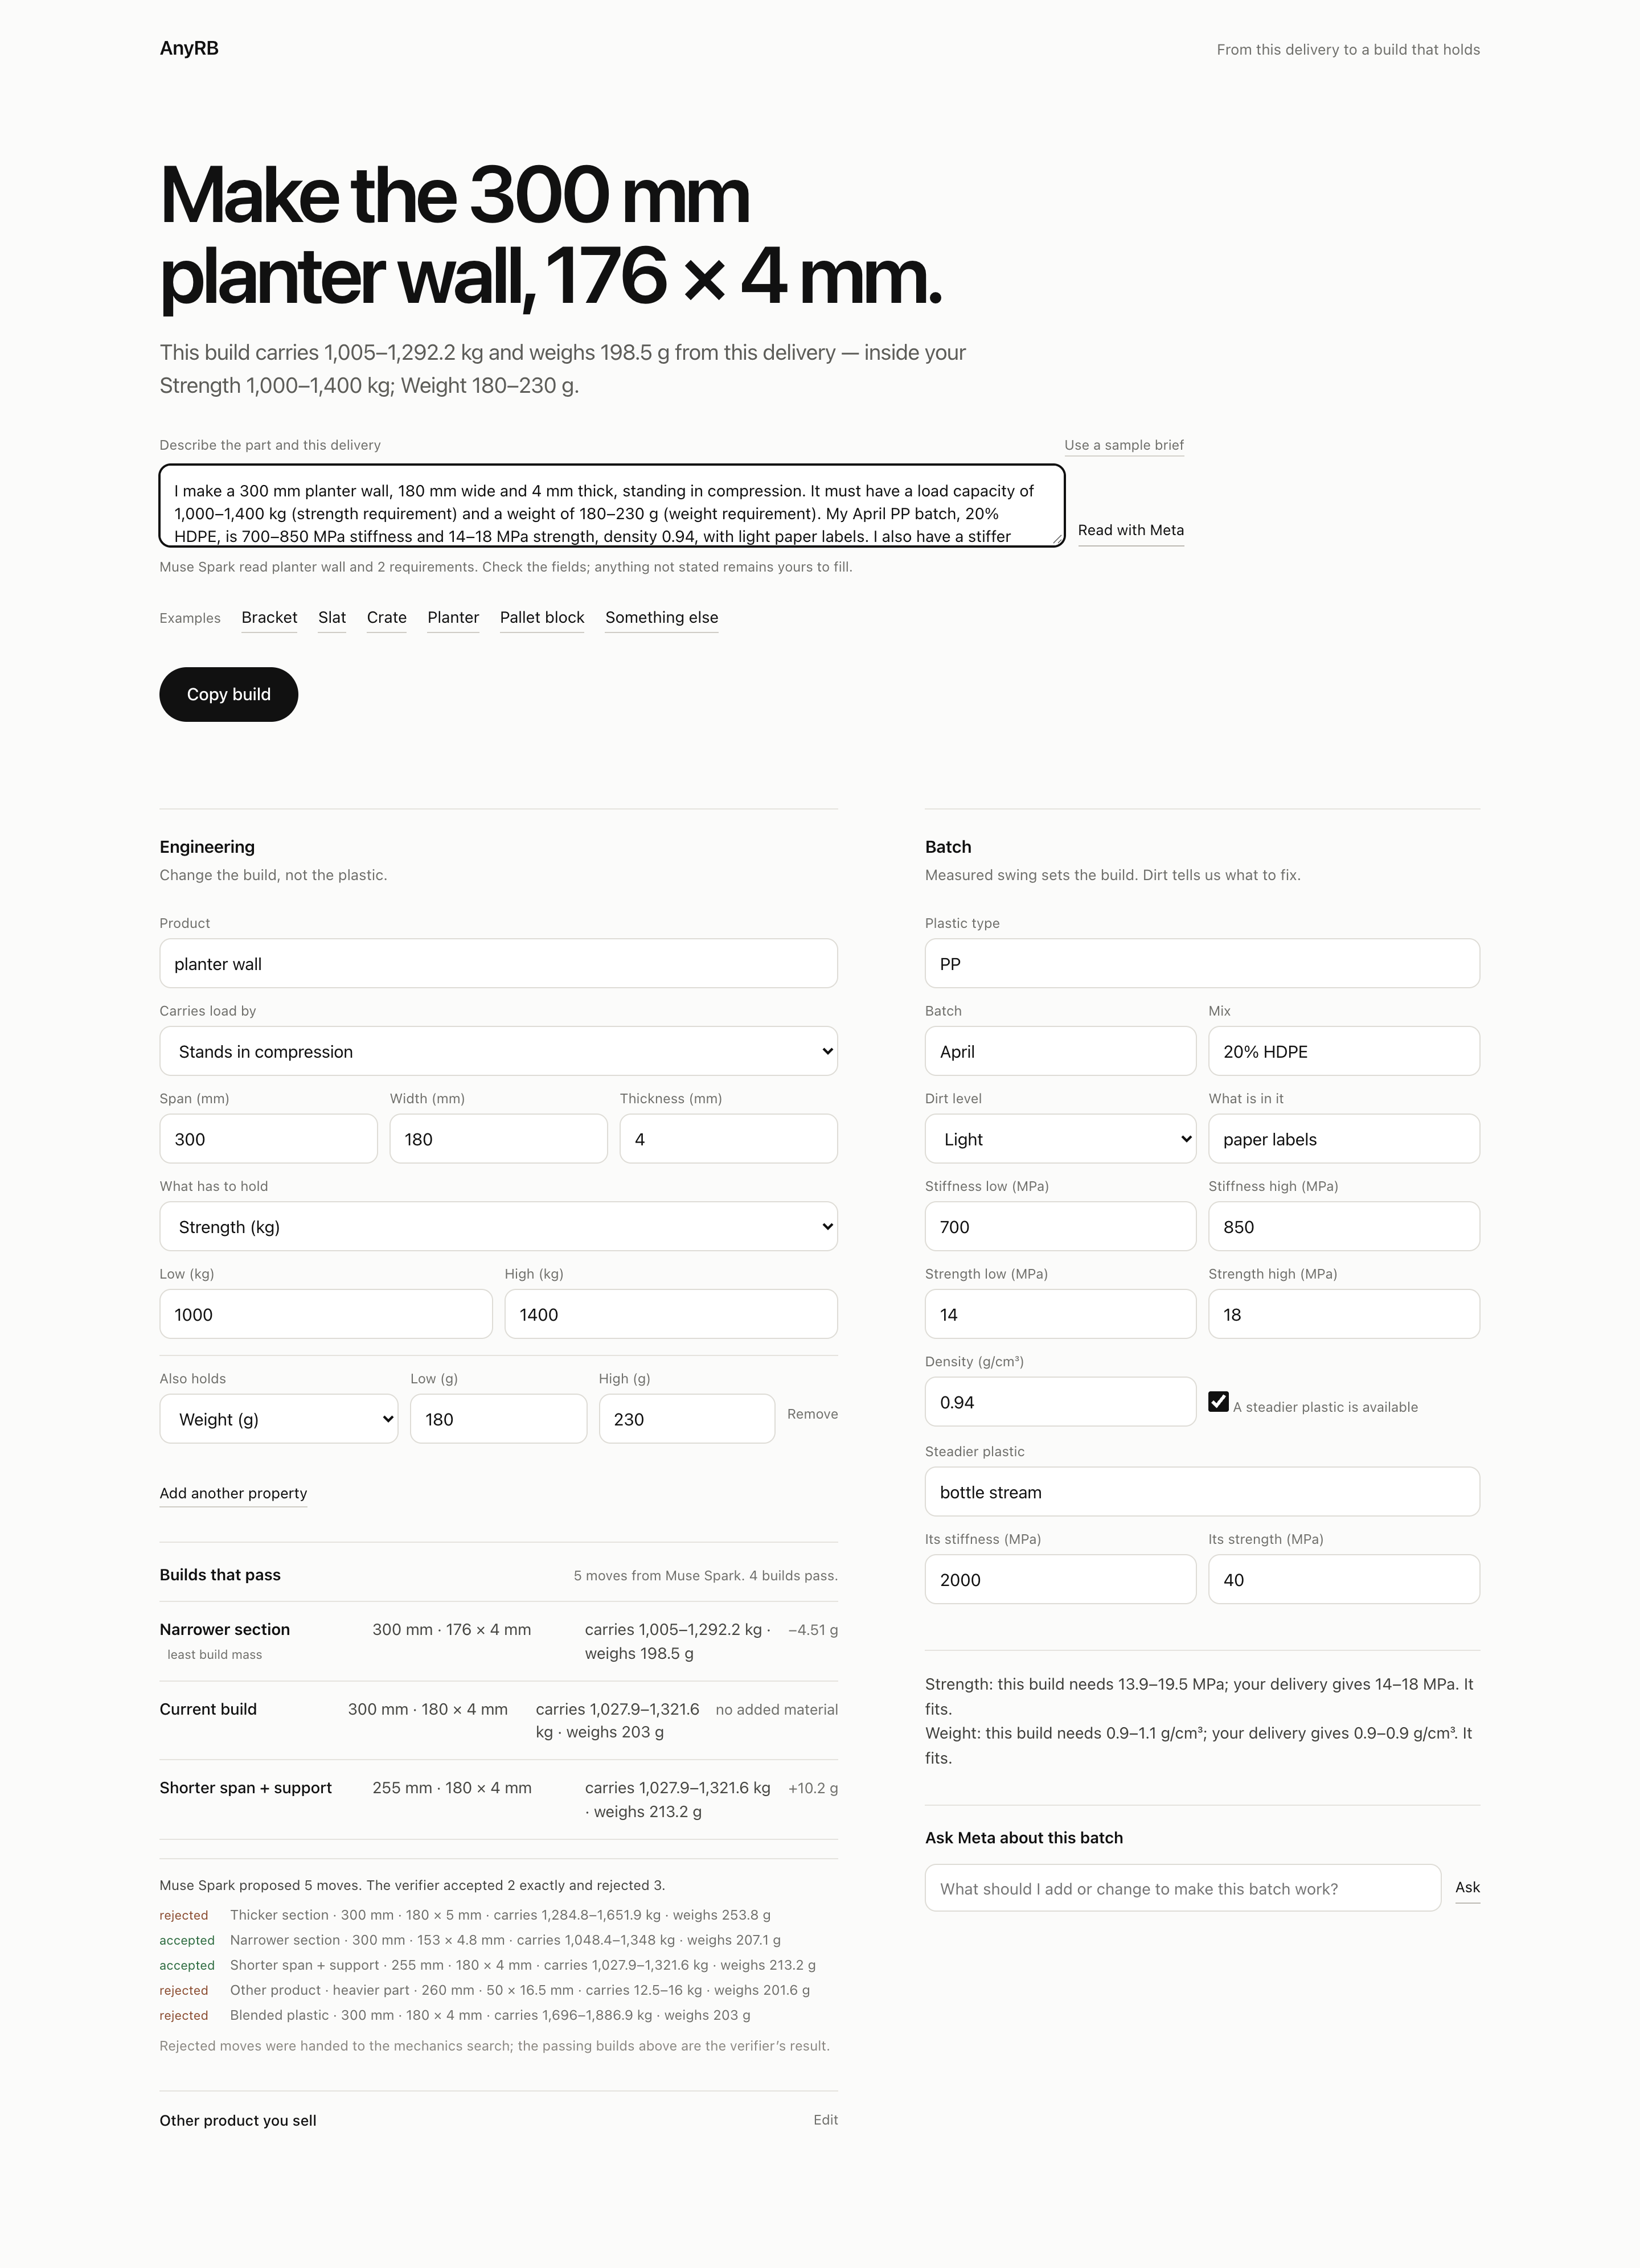 AnyRB
From this delivery to a build that holds
Make the 300 mm
planter wall, 176 × 4 mm.
This build carries 1,005–1,292.2 kg and weighs 198.5 g from this delivery — inside your
Strength 1,000–1,400 kg; Weight 180–230 g.
Describe the part and this delivery
Use a sample brief
I make a 300 mm planter wall, 180 mm wide and 4 mm thick, standing in compression. It must have a load capacity of
1,000–1,400 kg (strength requirement) and a weight of 180–230 g (weight requirement). My April PP batch, 20%
HDPE, is 700–850 MPa stiffness and 14–18 MPa strength, density 0.94, with light paper labels. I also have a stiffer
Read with Meta
Muse Spark read planter wall and 2 requirements. Check the fields; anything not stated remains yours to fill.
Examples Bracket Slat Crate Planter Pallet block Something else
Copy build
Engineering
Change the build, not the plastic.
Product
planter wall
Carries load by
Stands in compression
Span (mm) Width (mm) Thickness (mm)
300 180 4
What has to hold
Strength (kg)
Low (kg) High (kg)
1000 1400
Also holds Low (g) High (g)
Weight (g) 180 230 Remove
Add another property
Builds that pass 5 moves from Muse Spark. 4 builds pass.
Narrower section 300 mm · 176 × 4 mm carries 1,005–1,292.2 kg · −4.51 g
least build mass weighs 198.5 g
Current build 300 mm · 180 × 4 mm carries 1,027.9–1,321.6 no added material
kg · weighs 203 g
Shorter span + support 255 mm · 180 × 4 mm carries 1,027.9–1,321.6 kg +10.2 g
· weighs 213.2 g
Muse Spark proposed 5 moves. The verifier accepted 2 exactly and rejected 3.
rejected Thicker section · 300 mm · 180 × 5 mm · carries 1,284.8–1,651.9 kg · weighs 253.8 g
accepted Narrower section · 300 mm · 153 × 4.8 mm · carries 1,048.4–1,348 kg · weighs 207.1 g
accepted Shorter span + support · 255 mm · 180 × 4 mm · carries 1,027.9–1,321.6 kg · weighs 213.2 g
rejected Other product · heavier part · 260 mm · 50 × 16.5 mm · carries 12.5–16 kg · weighs 201.6 g
rejected Blended plastic · 300 mm · 180 × 4 mm · carries 1,696–1,886.9 kg · weighs 203 g
Rejected moves were handed to the mechanics search; the passing builds above are the verifier's result.
Other product you sell Edit
Batch
Measured swing sets the build. Dirt tells us what to fix.
Plastic type
PP
Batch Mix
April 20% HDPE
Dirt level What is in it
Light paper labels
Stiffness low (MPa) Stiffness high (MPa)
700 850
Strength low (MPa) Strength high (MPa)
14 18
Density (g/cm³)
0.94 A steadier plastic is available
Steadier plastic
bottle stream
Its stiffness (MPa) Its strength (MPa)
2000 40
Strength: this build needs 13.9–19.5 MPa; your delivery gives 14–18 MPa. It
fits.
Weight: this build needs 0.9–1.1 g/cm³; your delivery gives 0.9–0.9 g/cm³. It
fits.
Ask Meta about this batch
What should I add or change to make this batch work? Ask